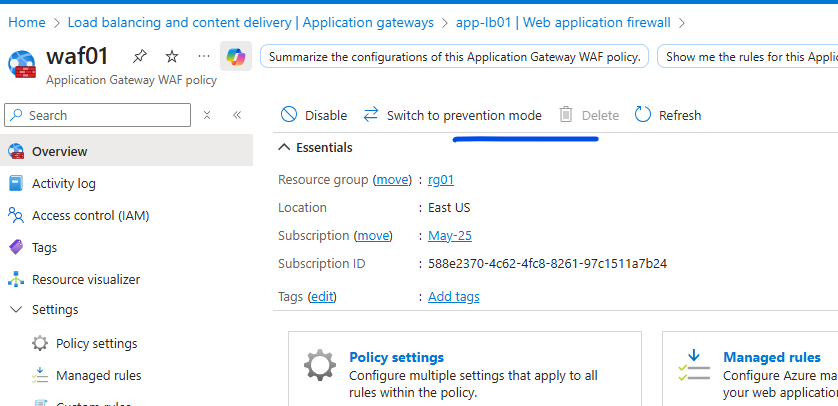 Home > Load balancing and content delivery | Application gateways > app-lb01 | Web application firewall >
waf01 ... Summarize the configurations of this Application Gateway WAF policy. Show me the rules for this
Application Gateway WAF policy
Search
Disable Switch to prevention mode Delete Refresh
Overview
Essentials
Activity log
Resource group (move) : rg01
Access control (IAM)
Location : East US
Tags
Subscription (move) : May-25
Resource visualizer
Subscription ID : 588e2370-4c62-4fc8-8261-97c1511a7b24
Settings
Tags (edit) : Add tags
Policy settings
Managed rules
Policy settings
Configure multiple settings that apply to all
rules within the policy.
Managed rules
Configure Azure ma
your web application